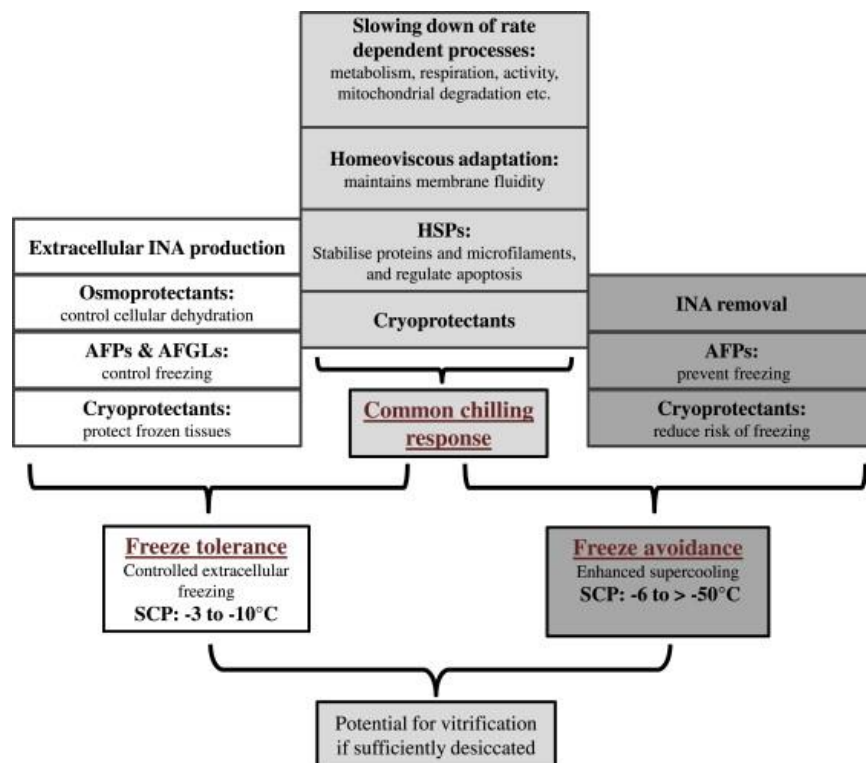 Slowing down of rate
dependent processes:
metabolism, respiration, activity,
mitochondrial degradation etc.
Homeoviscous adaptation:
maintains membrane fluidity
HSPs:
Stabilise proteins and microfilaments,
and regulate apoptosis
Cryoprotectants
Extracellular INA production
Osmoprotectants:
control cellular dehydration
AFPs & AFGLs:
control freezing
Cryoprotectants:
protect frozen tissues
INA removal
AFPs:
prevent freezing
Cryoprotectants:
reduce risk of freezing
Common chilling
response
Freeze tolerance
Controlled extracellular
freezing
SCP: -3 to -10°C
Freeze avoidance
Enhanced supercooling
SCP: -6 to > -50°C
Potential for vitrification
if sufficiently desiccated